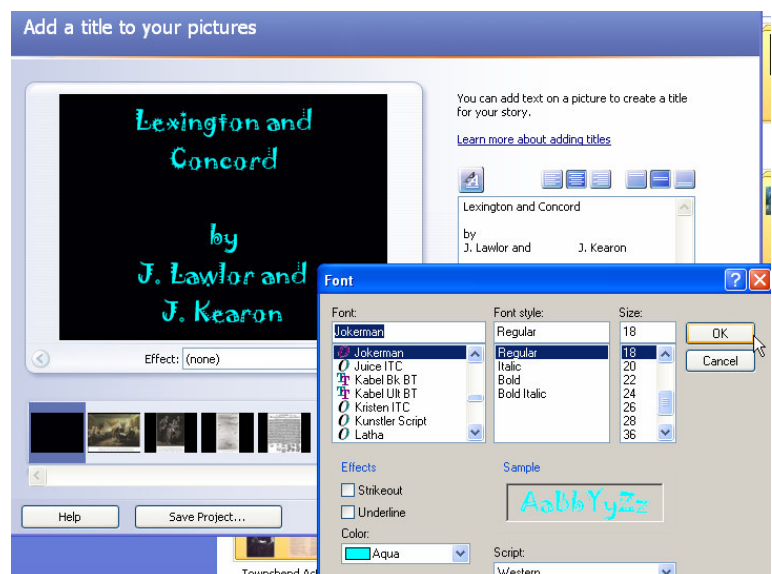 Add a title to your pictures
Lexington and
Concord
by
J. Lawlor and
J. Kearon
You can add text on a picture to create a title
for your story.
Learn more about adding titles
A
Lexington and Concord
by
J. Lawlor and J. Kearon
Effect: (none)
Help
Save Project...
Font
Font:
Jokerman
Jokerman
Juice ITC
Kabel Bk BT
Kabel Ult BT
Kristen ITC
Kunstler Script
Latha
Font style:
Regular
Regular
Italic
Bold
Bold Italic
Size:
18
18
20
22
24
26
28
36
OK
Cancel
Effects
Strikeout
Underline
Color:
Aqua
Sample
AaBbYyZz
Script:
Western
Townshend